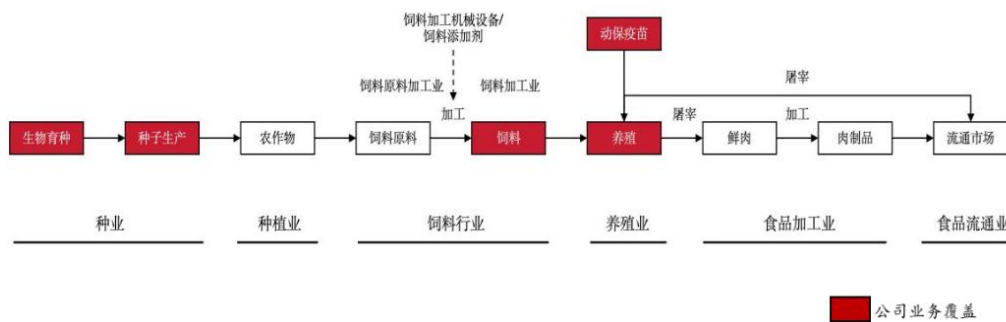 饲料加工机械设备/
饲料添加剂
动保疫苗
屠宰
饲料原料加工业
饲料加工业
加工
屠宰
加工
生物育种
种子生产
农作物
饲料原料
饲料
养殖
鲜肉
肉制品
流通市场
种业
种植业
饲料行业
养殖业
食品加工业
食品流通业
公司业务覆盖